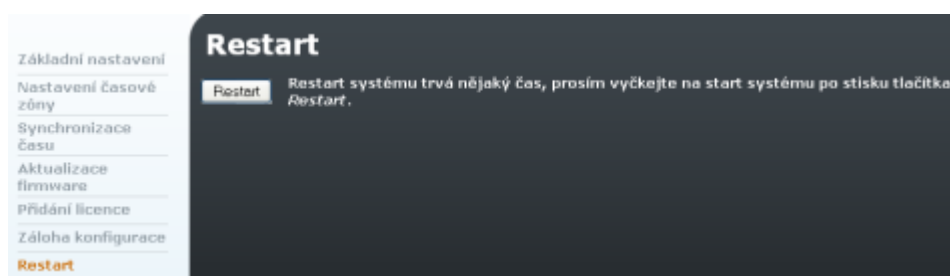 Restart
Základní nastavení
Nastavení časové
zóny
Synchronizace
času
Aktualizace
firmware
Přidání licence
Záloha konfigurace
Restart
Restart
Restart systému trvá nějaký čas, prosím vyčkejte na start systému po stisku tlačítka
Restart.